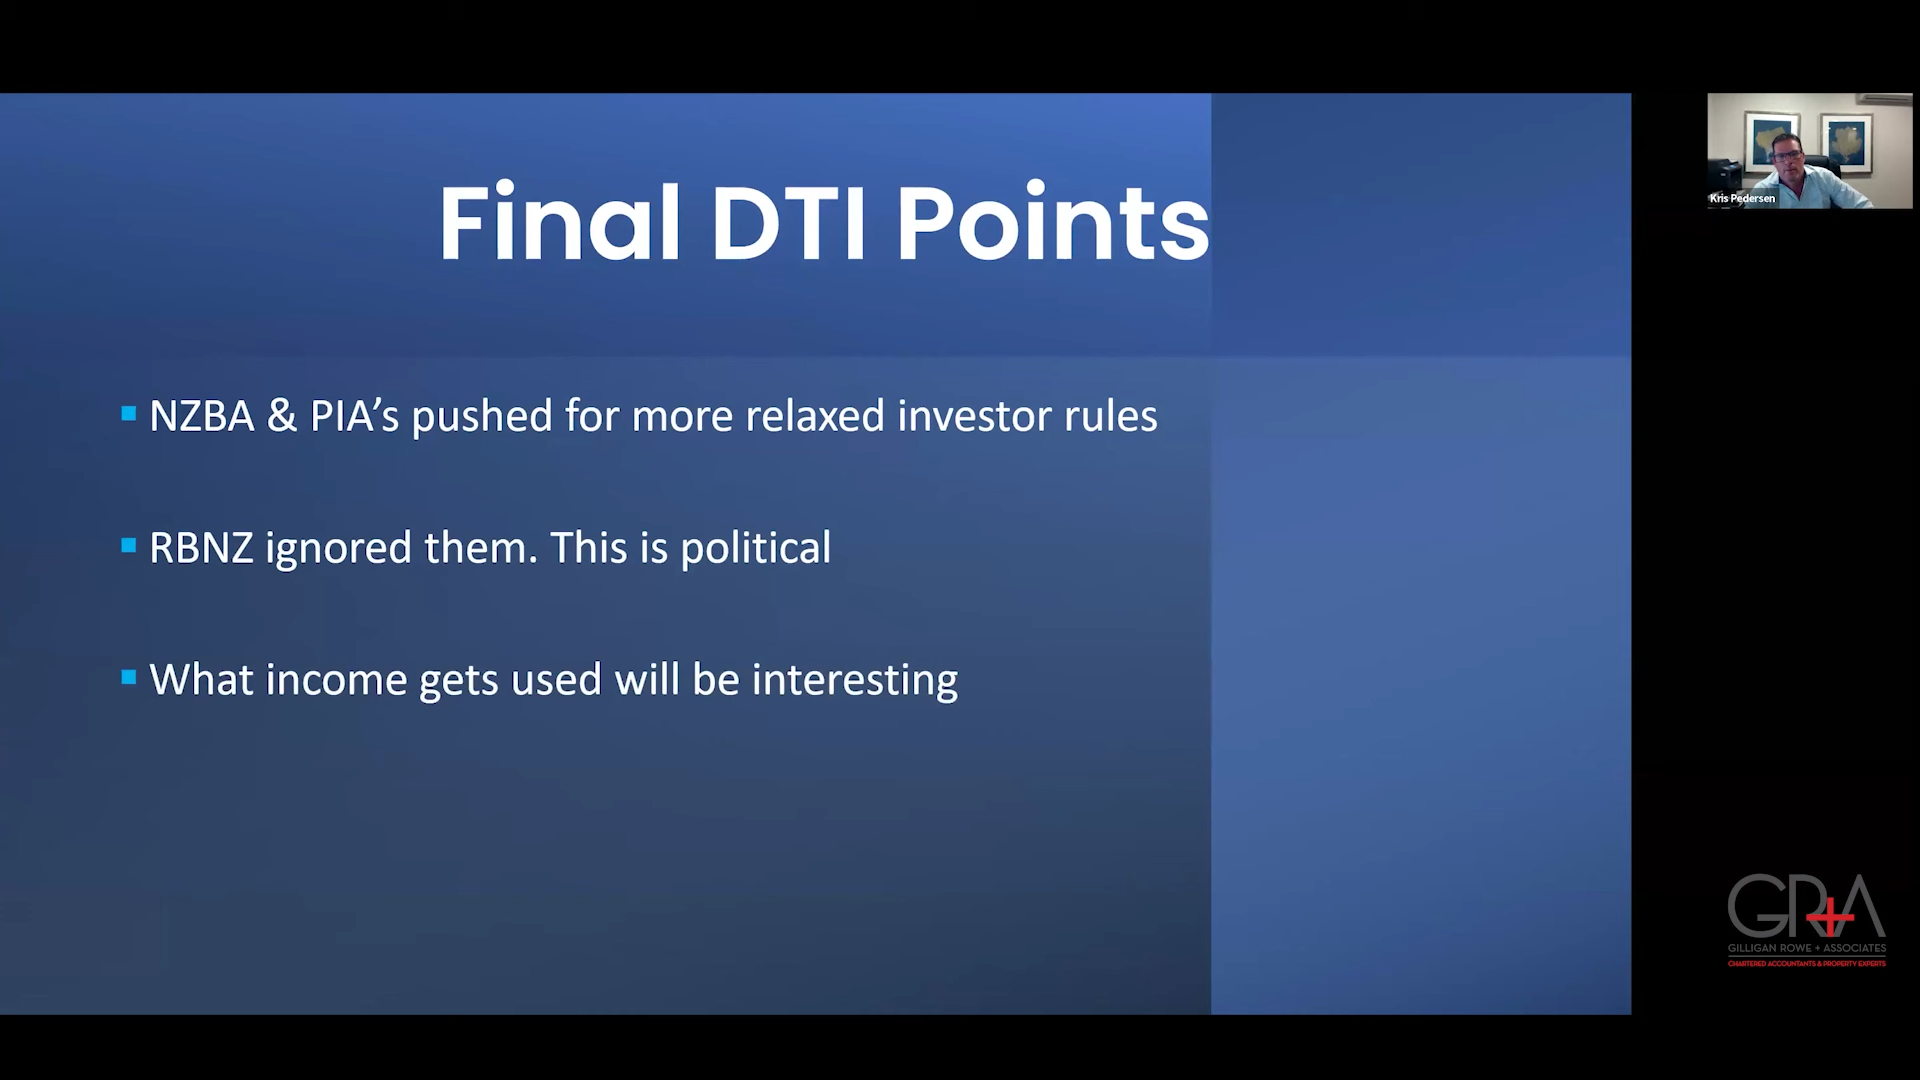 Final DTI Points
NZBA & PIA’s pushed for more relaxed investor rules
RBNZ ignored them. This is political
What income gets used will be interesting
Kris Pedersen
GR+A
GILLIGAN ROWE + ASSOCIATES
CHARTERED ACCOUNTANTS & PROPERTY EXPERTS